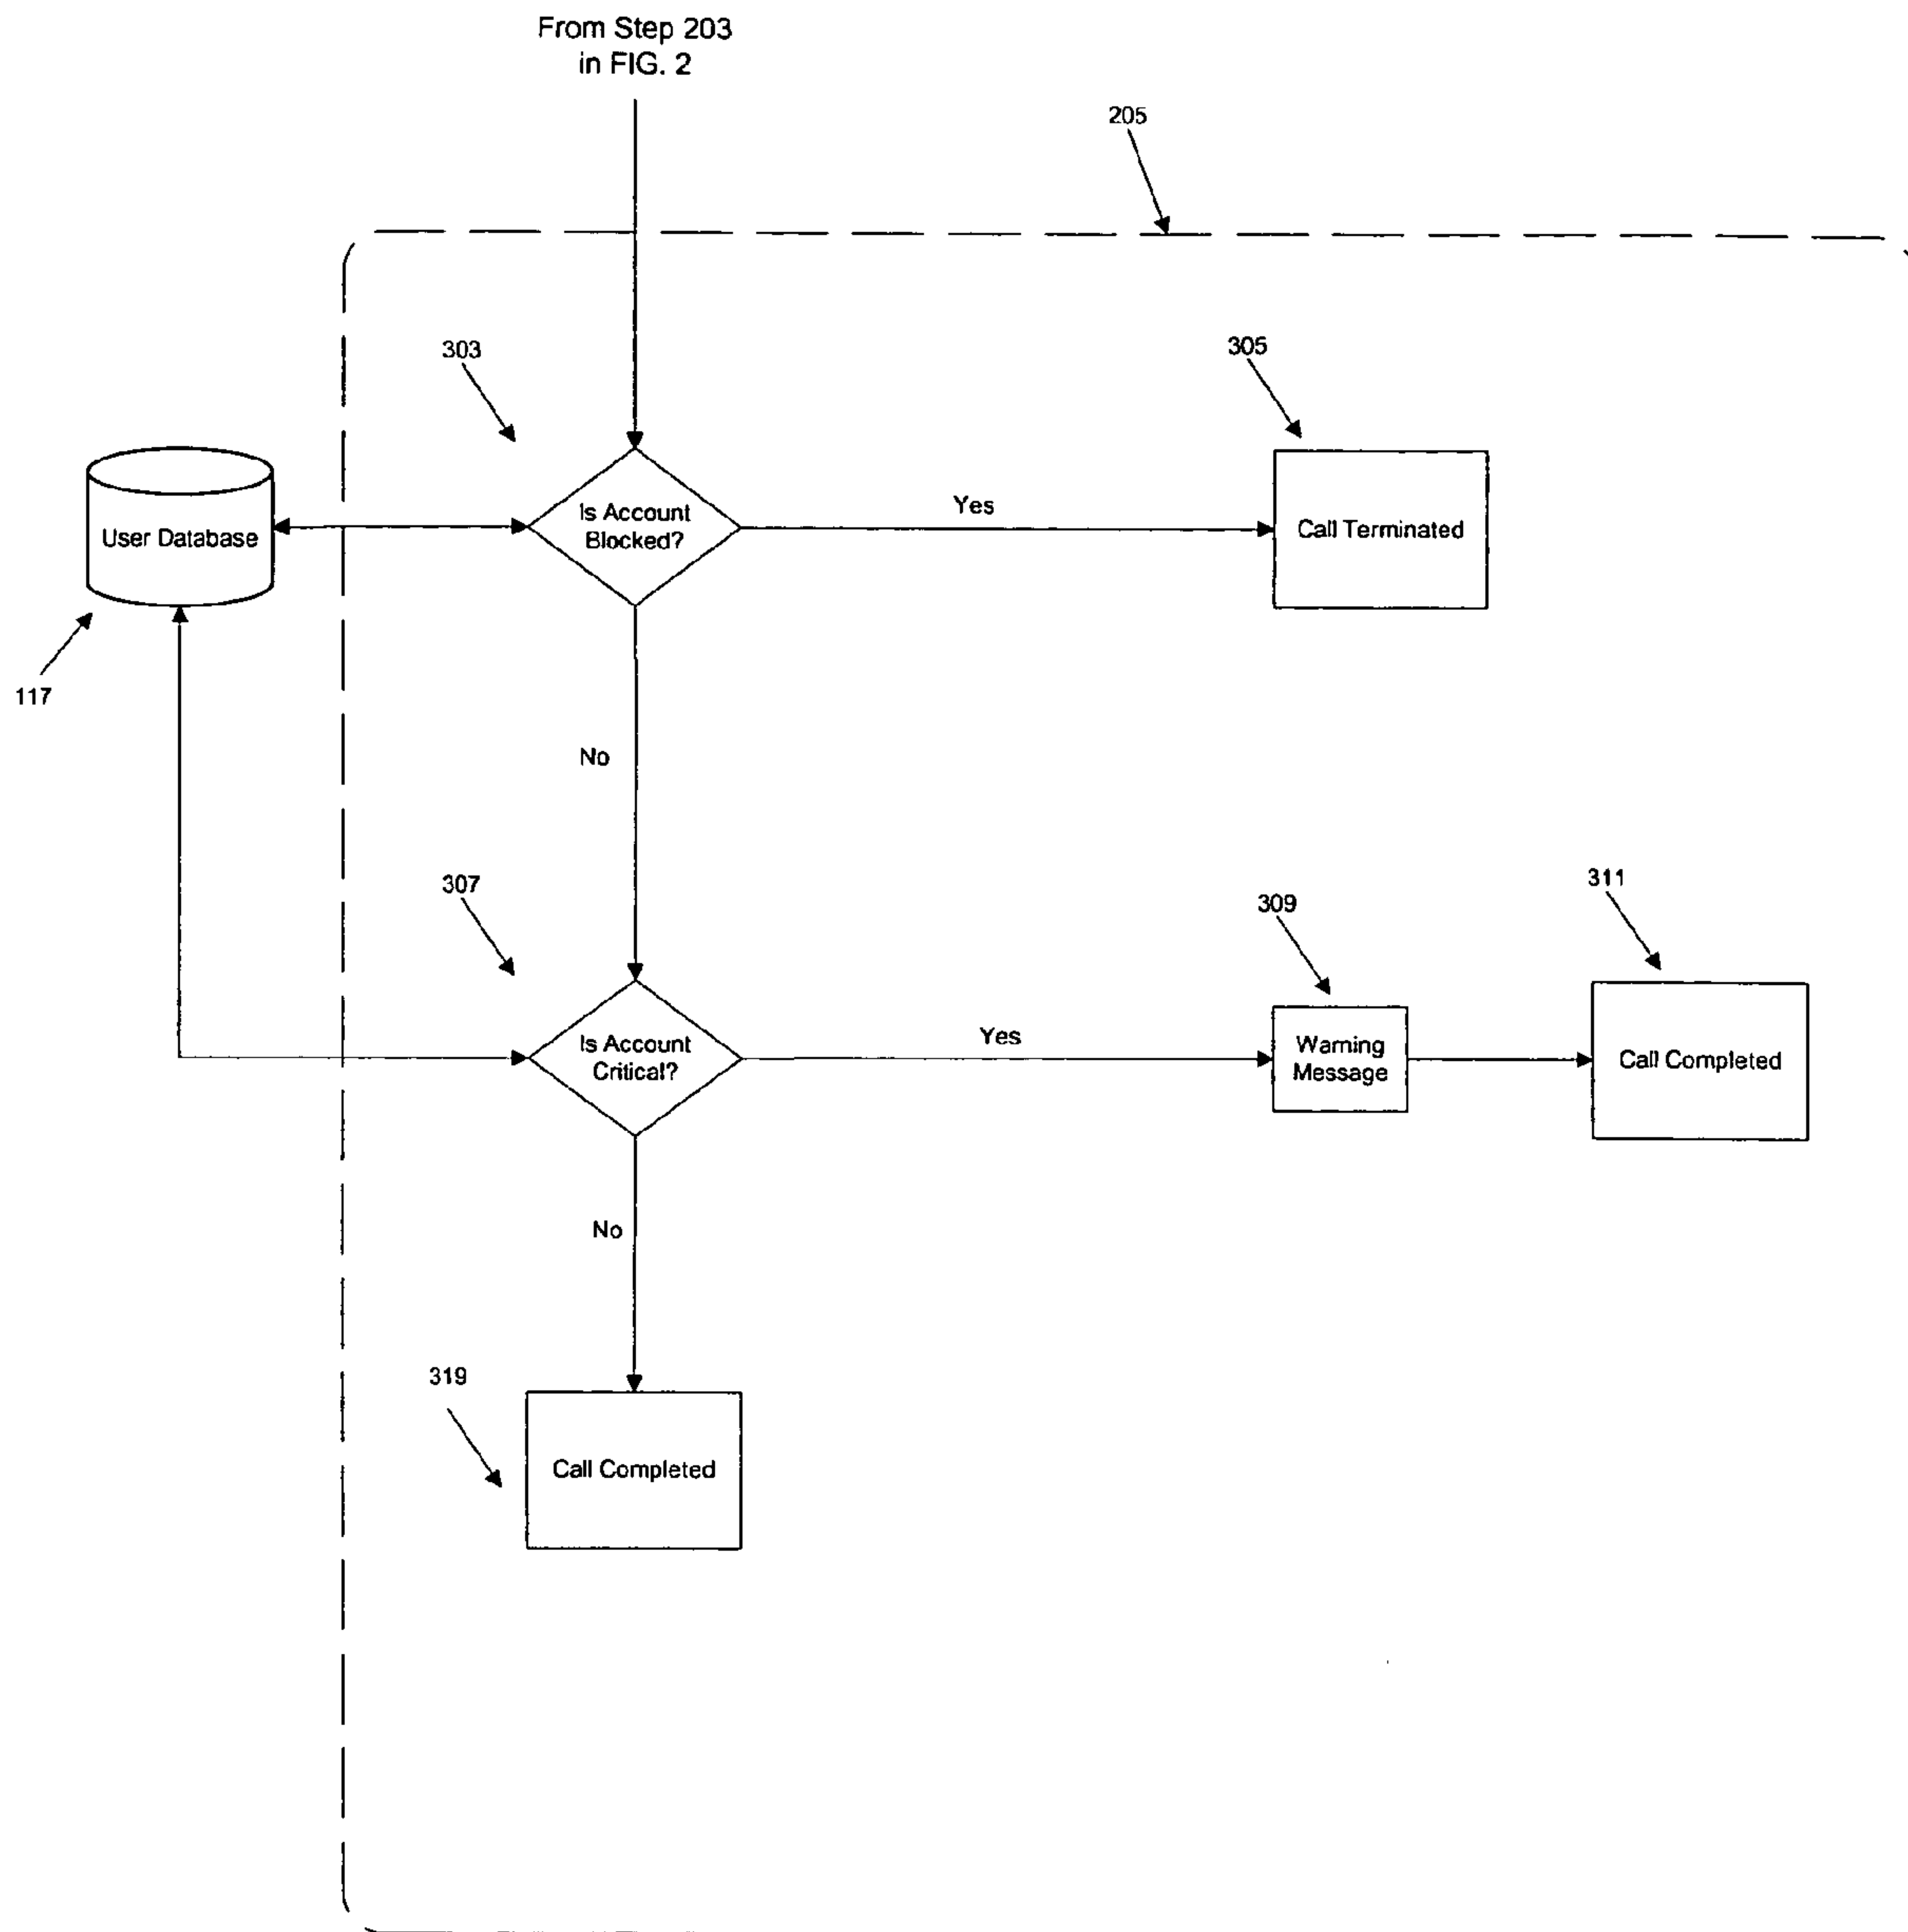 From Step 203
in FIG. 2
205
303
305
Is Account
Blocked?
Yes
Call Terminated
User Database
117
No
307
309
311
Is Account
Critical?
Yes
Warning
Message
Call Completed
No
319
Call Completed